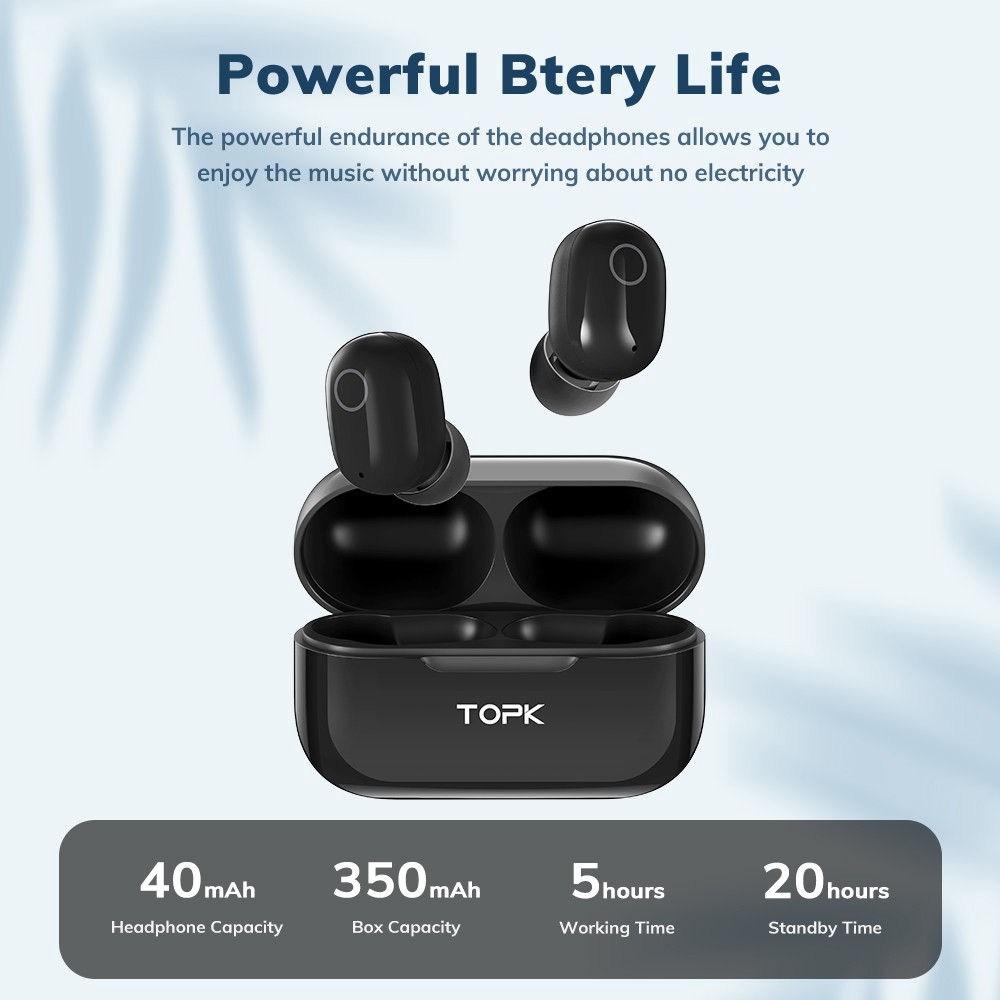 Powerful Btery Life
The powerful endurance of the deadphones allows you to
enjoy the music without worrying about no electricity
TOPK
40mAh 350mAh 5hours 20hours
Headphone Capacity Box Capacity Working Time Standby Time